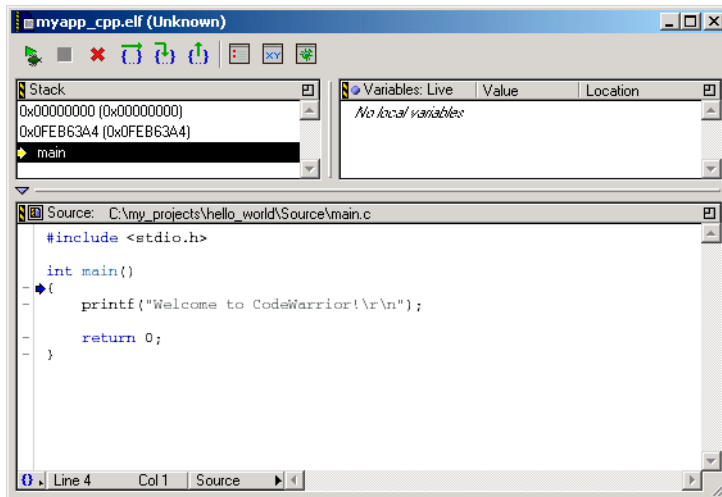 myapp_cpp.elf (Unknown)
Stack
0x00000000 (0x00000000)
0x0FEB63A4 (0x0FEB63A4)
main
Variables: Live Value Location
No local variables
Source: C:\my_projects\hello_world\Source\main.c
#include <stdio.h>
int main()
{
printf("Welcome to CodeWarrior!\r\n");
return 0;
}
Line 4 Col 1 Source